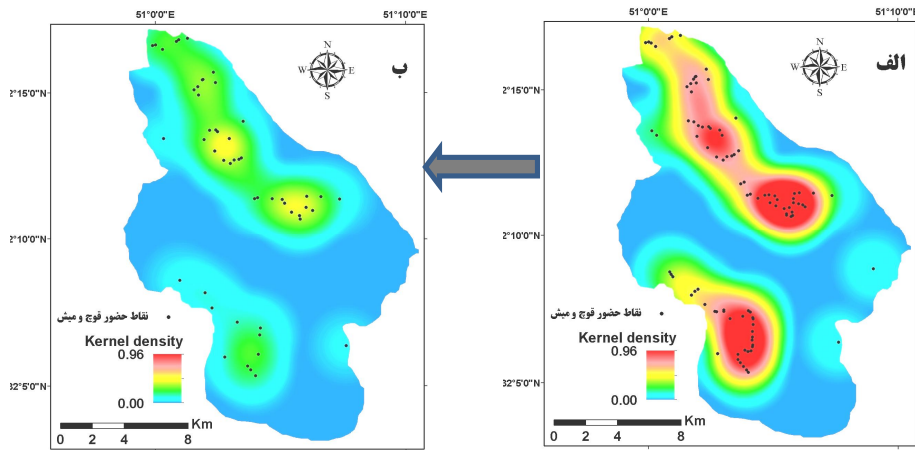 51°0'0"E 51°10'0"E
N
W E
S
ب
2°15'0"N
2°10'0"N
نقاط حضور قوچ و میش
Kernel density
0.96
0.00
32°5'0"N
Km
0 2 4 8
51°0'0"E 51°10'0"E
N
W E
S
الف
2°15'0"N
2°10'0"N
نقاط حضور قوچ و میش
Kernel density
0.96
0.00
32°5'0"N
Km
0 2 4 8